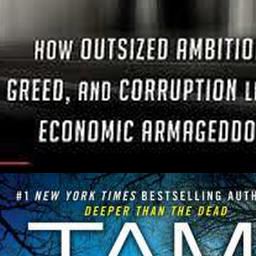 HOW OUTSIZED AMBITIO
GREED, AND CORRUPTION L
ECONOMIC ARMAGEDDO
#1 NEW YORK TIMES BESTSELLING AUTH
DEEPER THAN THE DEAD
TAM